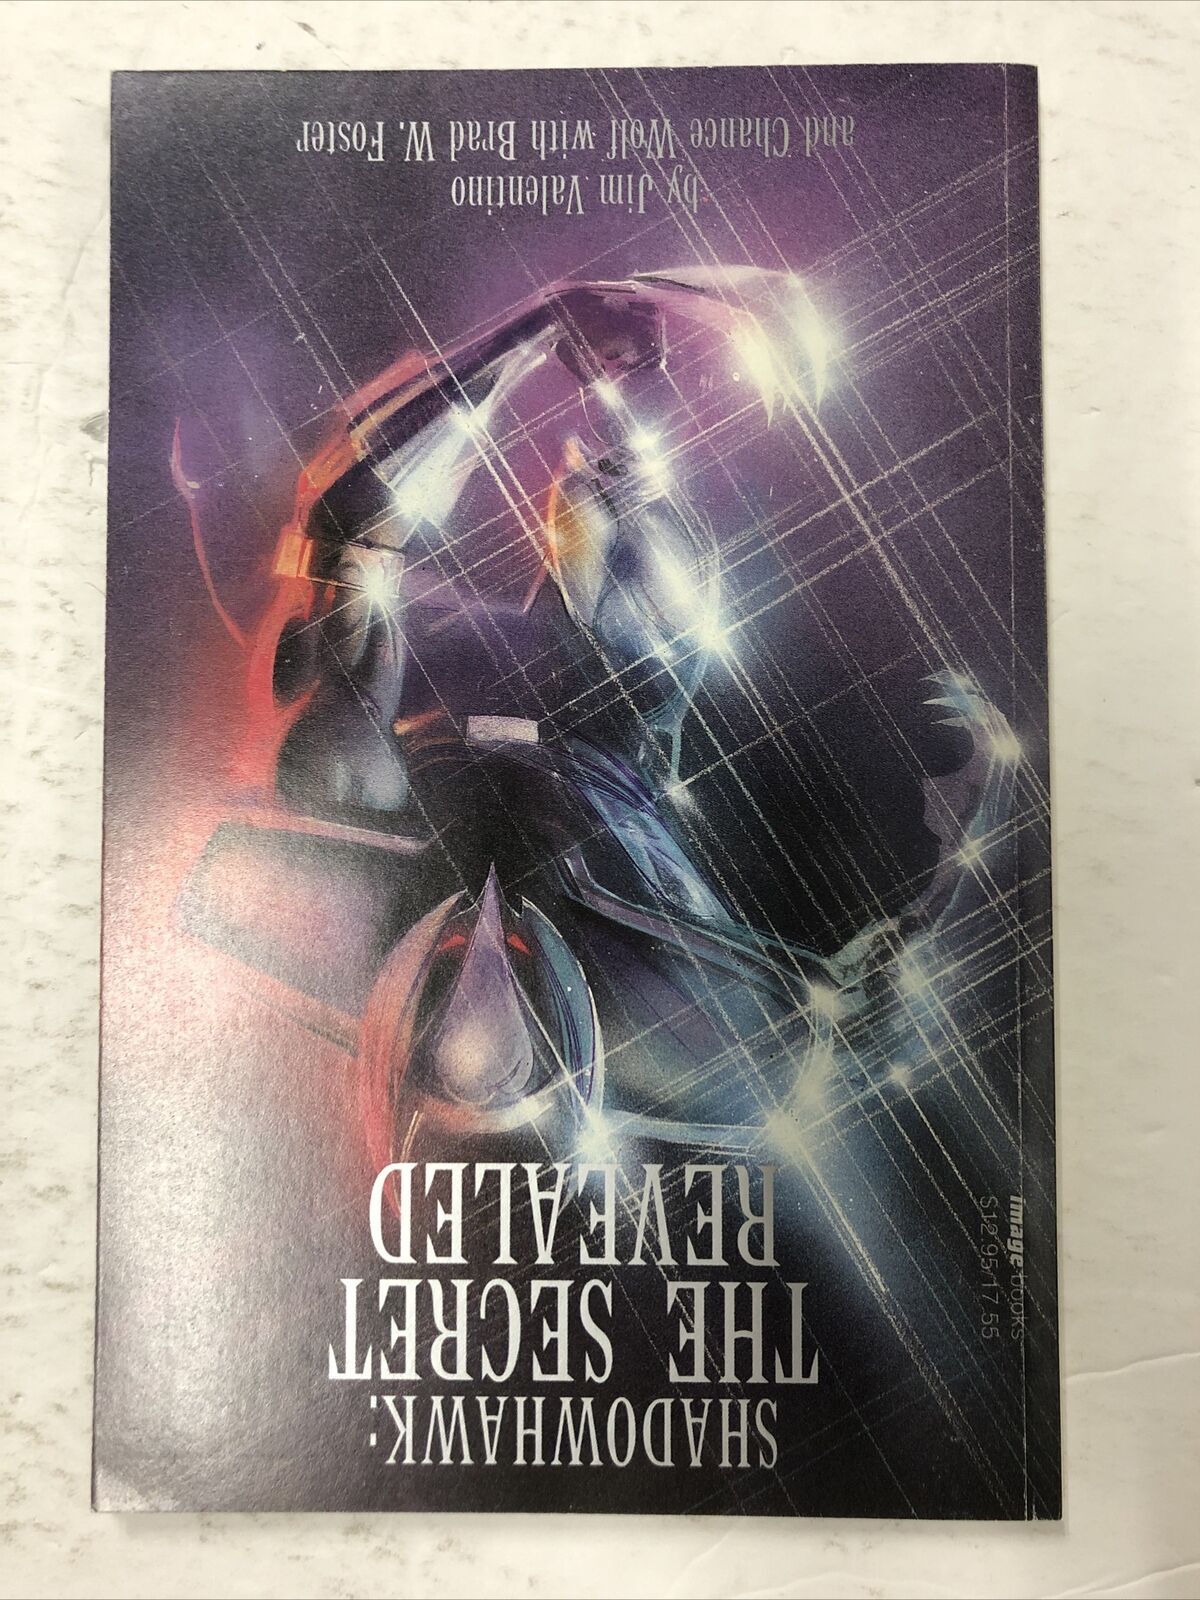 SHADOWHAWK:
THE SECRET
REVEALED
image books
$12.95/17.55
by Jim Valentino
and Chance Wolf with Brad W. Foster